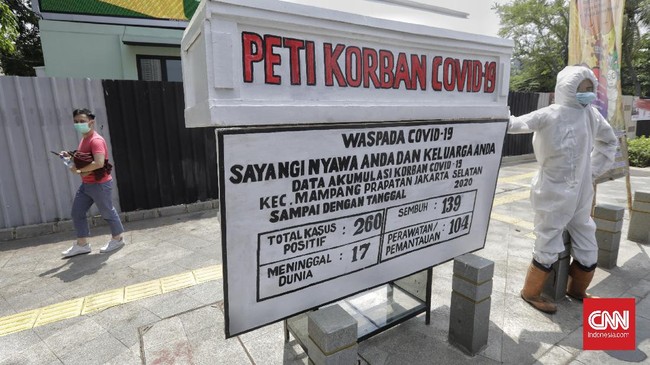 PETI KORBAN COVID-19
WASPADA COVID-19
SAYANGI NYAWA ANDA DAN KELUARGA ANDA
DATA AKUMULASI KORBAN COVID-19
KEC. MAMPANG PRAPATAN JAKARTA SELATAN
SAMPAI DENGAN TANGGAL 2020
TOTAL KASUS POSITIF : 260
MENINGGAL DUNIA : 17
SEMBUH : 139
PERAWATAN/ PEMANTAUAN : 104
CNN
Indonesia